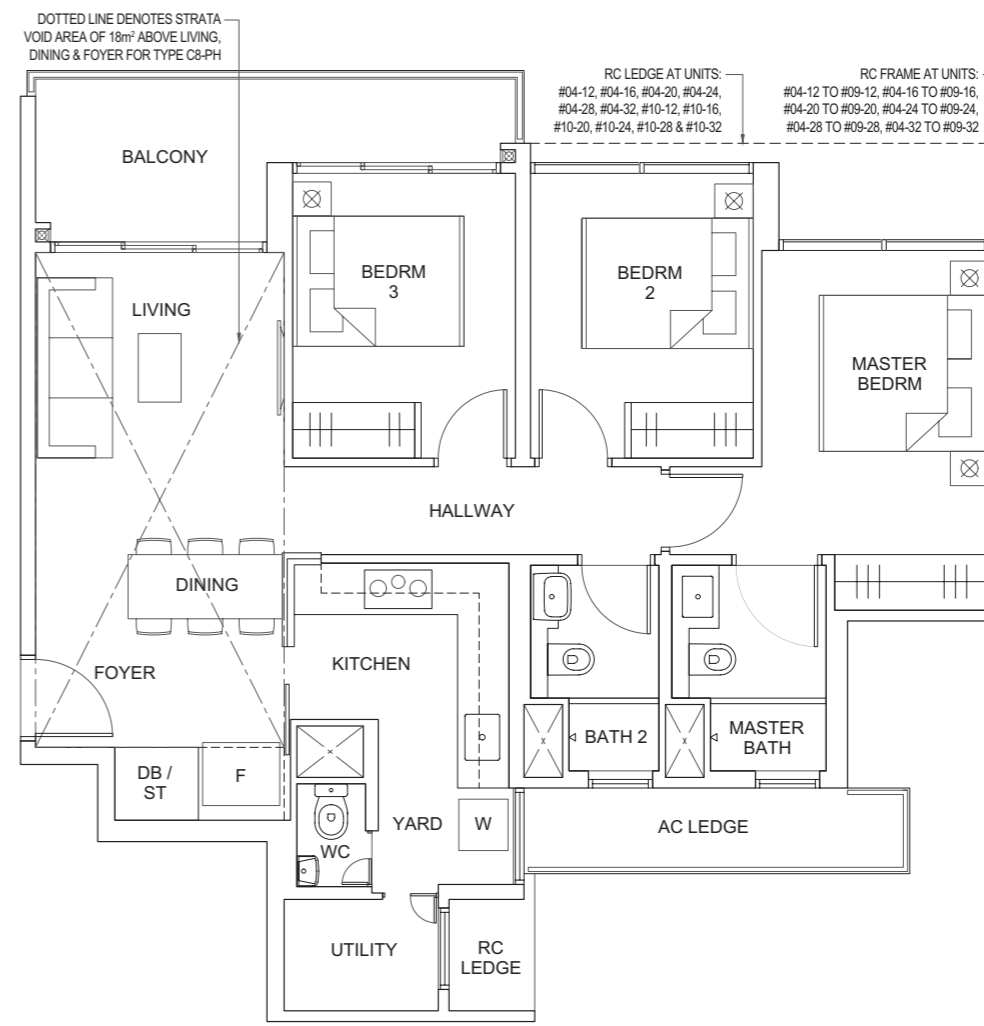 DOTTED LINE DENOTES STRATA
VOID AREA OF 18m² ABOVE LIVING,
DINING & FOYER FOR TYPE C8-PH
RC LEDGE AT UNITS:
#04-12, #04-16, #04-20, #04-24,
#04-28, #04-32, #10-12, #10-16,
#10-20, #10-24, #10-28 & #10-32
RC FRAME AT UNITS:
#04-12 TO #09-12, #04-16 TO #09-16,
#04-20 TO #09-20, #04-24 TO #09-24,
#04-28 TO #09-28, #04-32 TO #09-32
BALCONY
BEDRM
3
BEDRM
2
LIVING
MASTER
BEDRM
HALLWAY
DINING
KITCHEN
FOYER
BATH 2
MASTER
BATH
DB /
ST
F
YARD
W
AC LEDGE
WC
UTILITY
RC
LEDGE